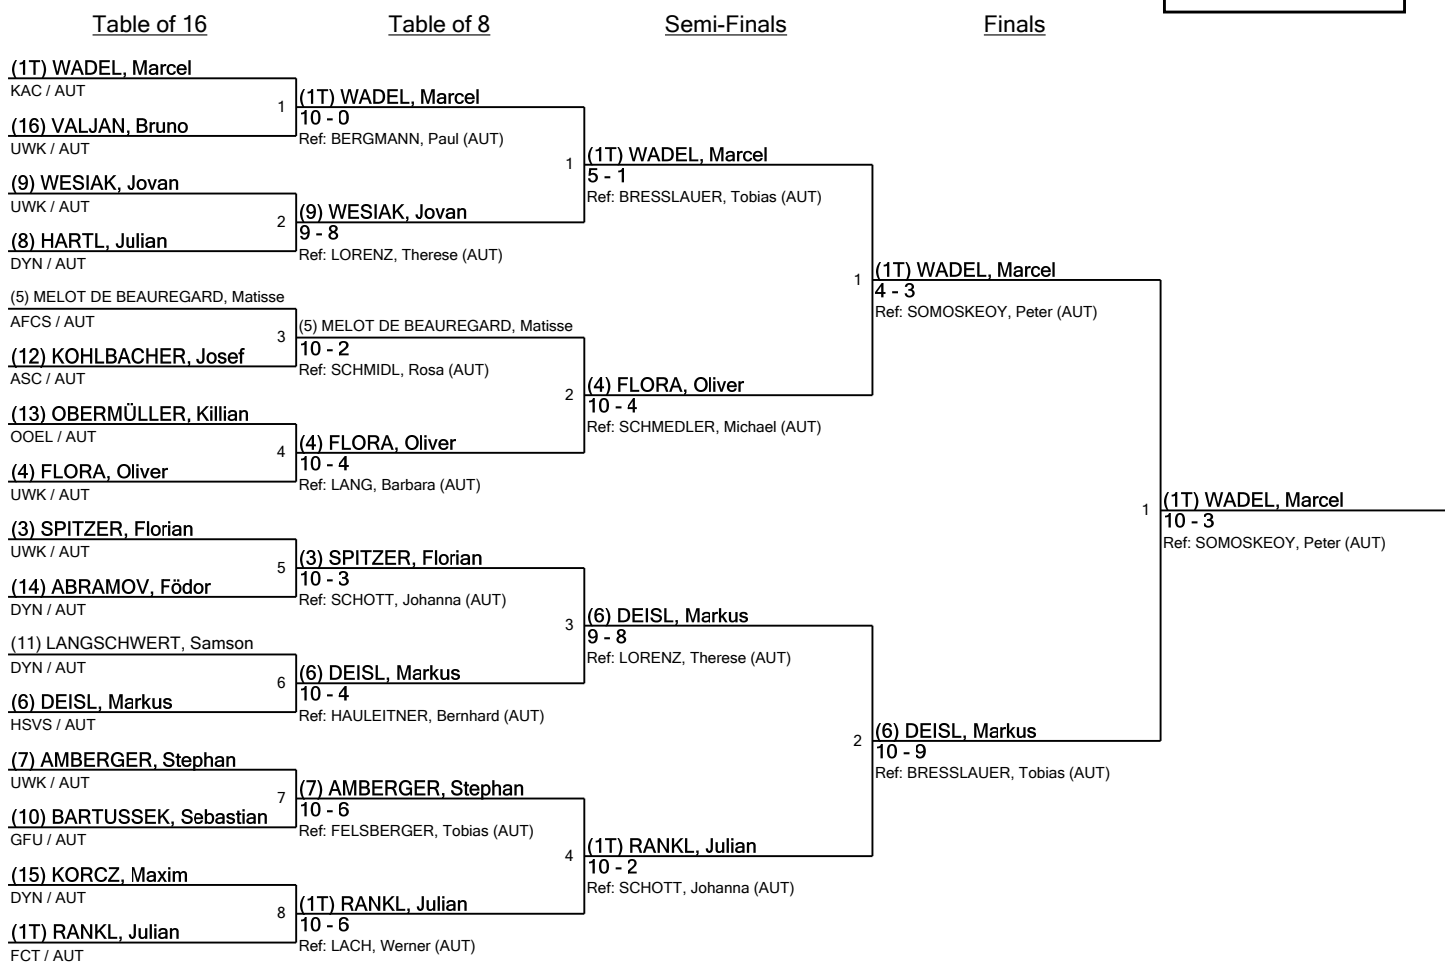 Table of 16
Table of 8
Semi-Finals
Finals
(1T) WADEL, Marcel
KAC / AUT
(16) VALJAN, Bruno
UWK / AUT
(9) WESIAK, Jovan
UWK / AUT
(8) HARTL, Julian
DYN / AUT
(5) MELOT DE BEAUREGARD, Matisse
AFCS / AUT
(12) KOHLBACHER, Josef
ASC / AUT
(13) OBERMÜLLER, Killian
OOEL / AUT
(4) FLORA, Oliver
UWK / AUT
(3) SPITZER, Florian
UWK / AUT
(14) ABRAMOV, Födor
DYN / AUT
(11) LANGSCHWERT, Samson
DYN / AUT
(6) DEISL, Markus
HSVS / AUT
(7) AMBERGER, Stephan
UWK / AUT
(10) BARTUSSEK, Sebastian
GFU / AUT
(15) KORCZ, Maxim
DYN / AUT
(1T) RANKL, Julian
FCT / AUT
1
(1T) WADEL, Marcel
10 - 0
Ref: BERGMANN, Paul (AUT)
2
(9) WESIAK, Jovan
9 - 8
Ref: LORENZ, Therese (AUT)
3
(5) MELOT DE BEAUREGARD, Matisse
10 - 2
Ref: SCHMIDL, Rosa (AUT)
4
(4) FLORA, Oliver
10 - 4
Ref: LANG, Barbara (AUT)
5
(3) SPITZER, Florian
10 - 3
Ref: SCHOTT, Johanna (AUT)
6
(6) DEISL, Markus
10 - 4
Ref: HAULEITNER, Bernhard (AUT)
7
(7) AMBERGER, Stephan
10 - 6
Ref: FELSBERGER, Tobias (AUT)
8
(1T) RANKL, Julian
10 - 6
Ref: LACH, Werner (AUT)
1
(1T) WADEL, Marcel
5 - 1
Ref: BRESSLAUER, Tobias (AUT)
2
(4) FLORA, Oliver
10 - 4
Ref: SCHMEDLER, Michael (AUT)
3
(6) DEISL, Markus
9 - 8
Ref: LORENZ, Therese (AUT)
4
(1T) RANKL, Julian
10 - 2
Ref: SCHOTT, Johanna (AUT)
1
(1T) WADEL, Marcel
4 - 3
Ref: SOMOSKEOY, Peter (AUT)
2
(6) DEISL, Markus
10 - 9
Ref: BRESSLAUER, Tobias (AUT)
1
(1T) WADEL, Marcel
10 - 3
Ref: SOMOSKEOY, Peter (AUT)